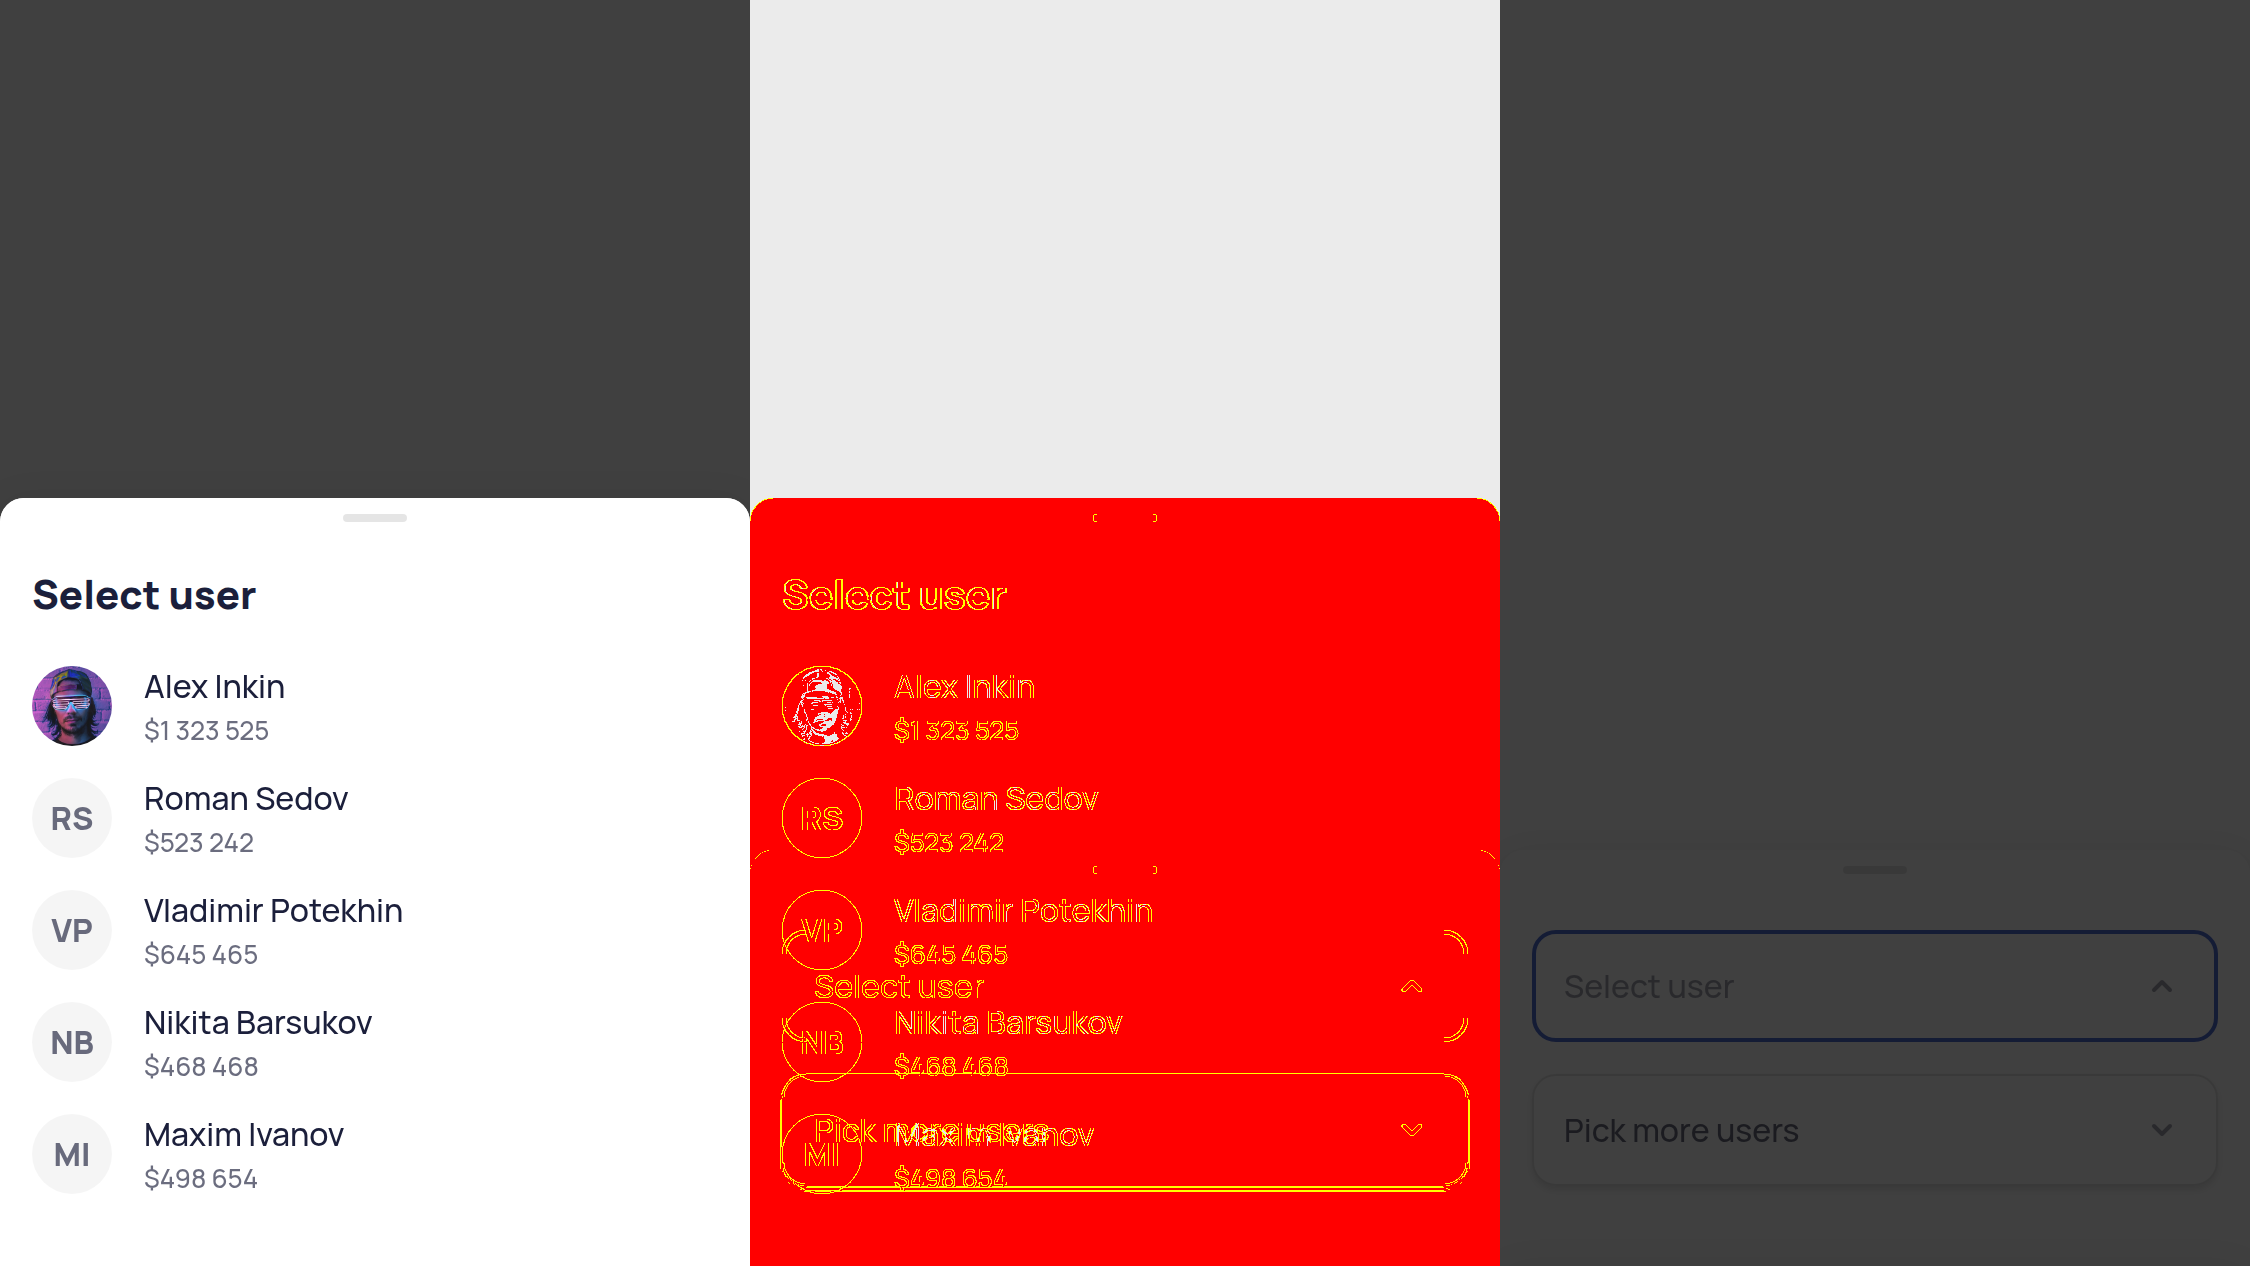 Select user
Alex Inkin
$1 323 525
RS
Roman Sedov
$523 242
VP
Vladimir Potekhin
$645 465
NB
Nikita Barsukov
$468 468
MI
Maxim Ivanov
$498 654
Select user
Alex Inkin
$1 323 525
RS
Roman Sedov
$523 242
VP
Vladimir Potekhin
$645 465
Select user
NB
Nikita Barsukov
$468 468
Pick more users
Maxim Ivanov
MI
$498 654
Select user
Pick more users